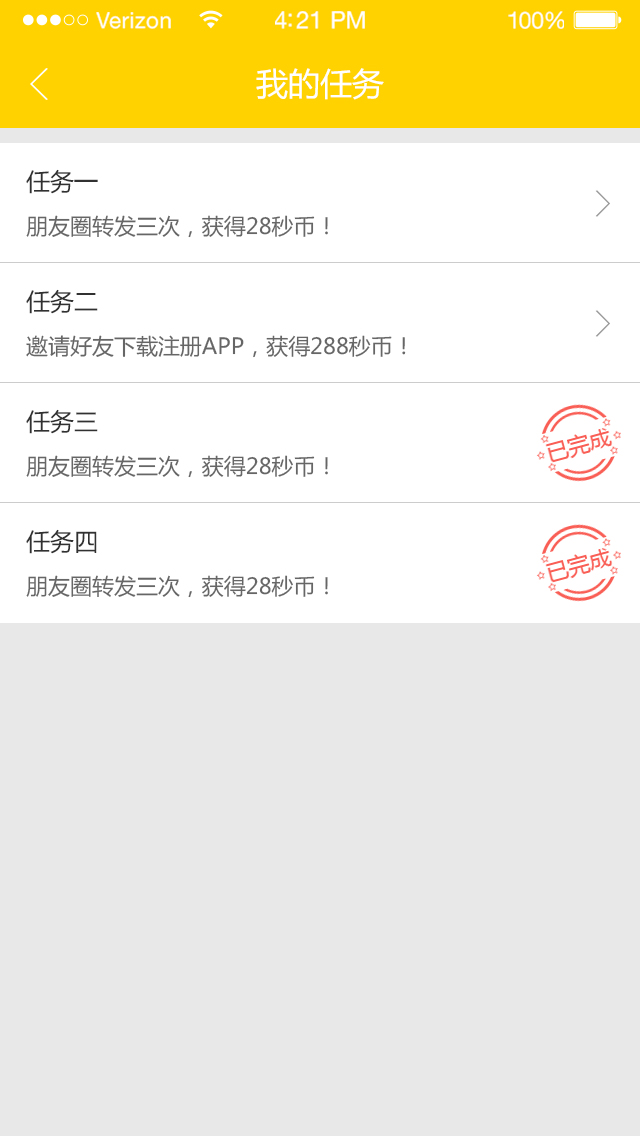 Verizon 4:21 PM 100%
我的任务
任务一
朋友圈转发三次，获得28秒币！
任务二
邀请好友下载注册APP，获得288秒币！
任务三
朋友圈转发三次，获得28秒币！
已完成
任务四
朋友圈转发三次，获得28秒币！
已完成